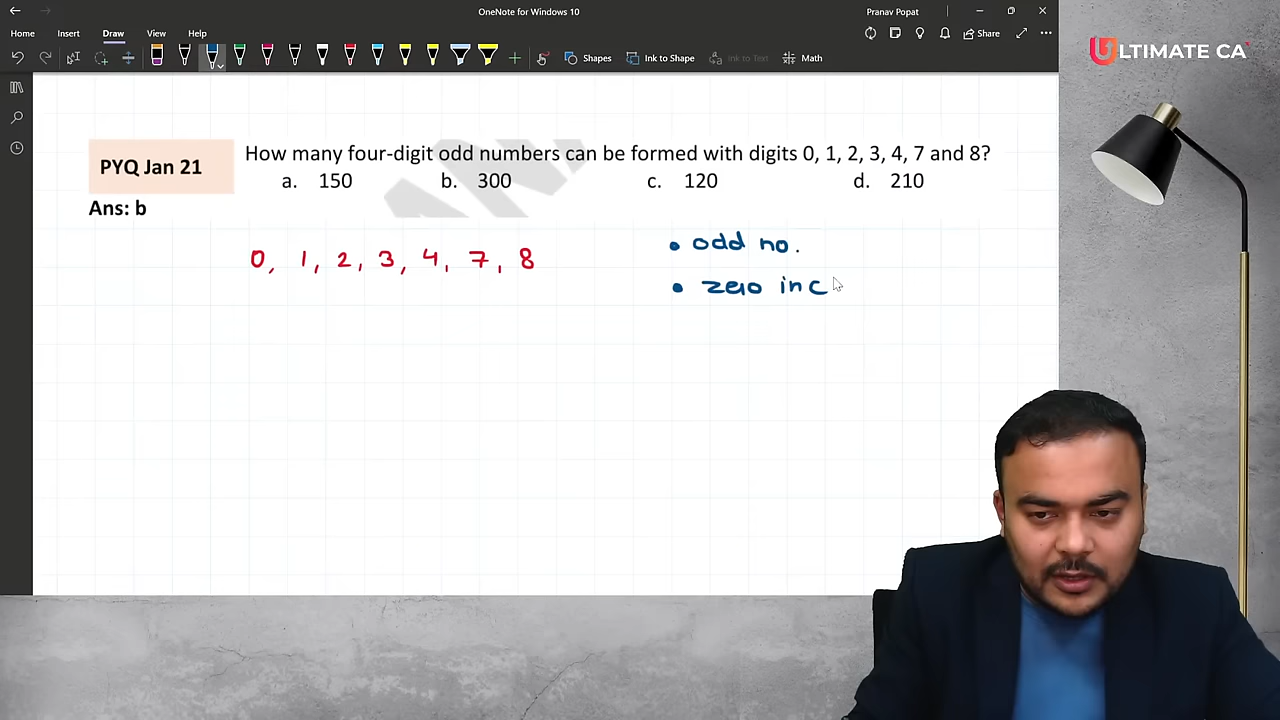 OneNote for Windows 10
Pranav Popat
Home Insert Draw View Help
Share
Shapes Ink to Shape Ink to Text Math
ULTIMATE CA
PYQ Jan 21
How many four-digit odd numbers can be formed with digits 0, 1, 2, 3, 4, 7 and 8?
a. 150 b. 300 c. 120 d. 210
Ans: b
0, 1, 2, 3, 4, 7, 8
• odd no.
• zero inc